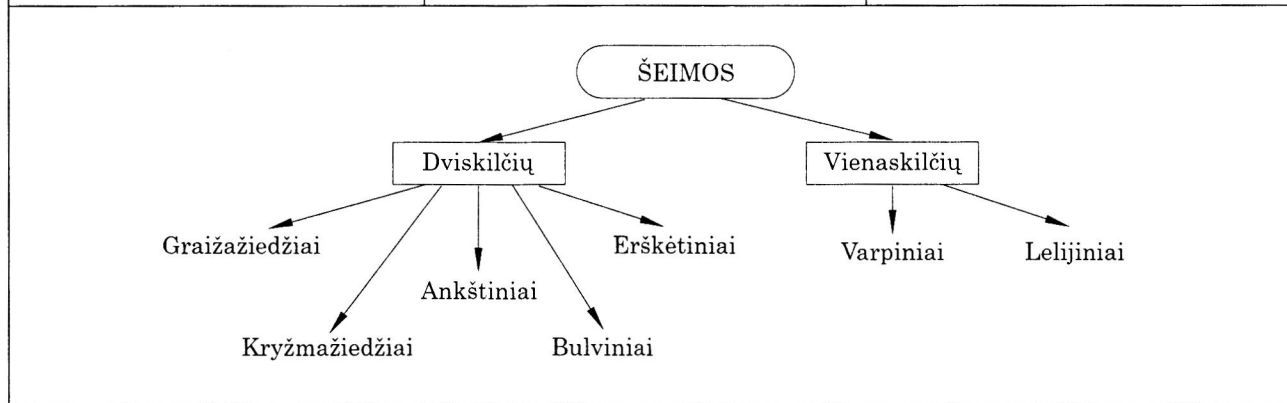 ŠEIMOS
Dviskilčių
Vienaskilčių
Graižažiedžiai
Erškėtiniai
Varpiniai
Lelijiniai
Ankštiniai
Kryžmažiedžiai
Bulviniai